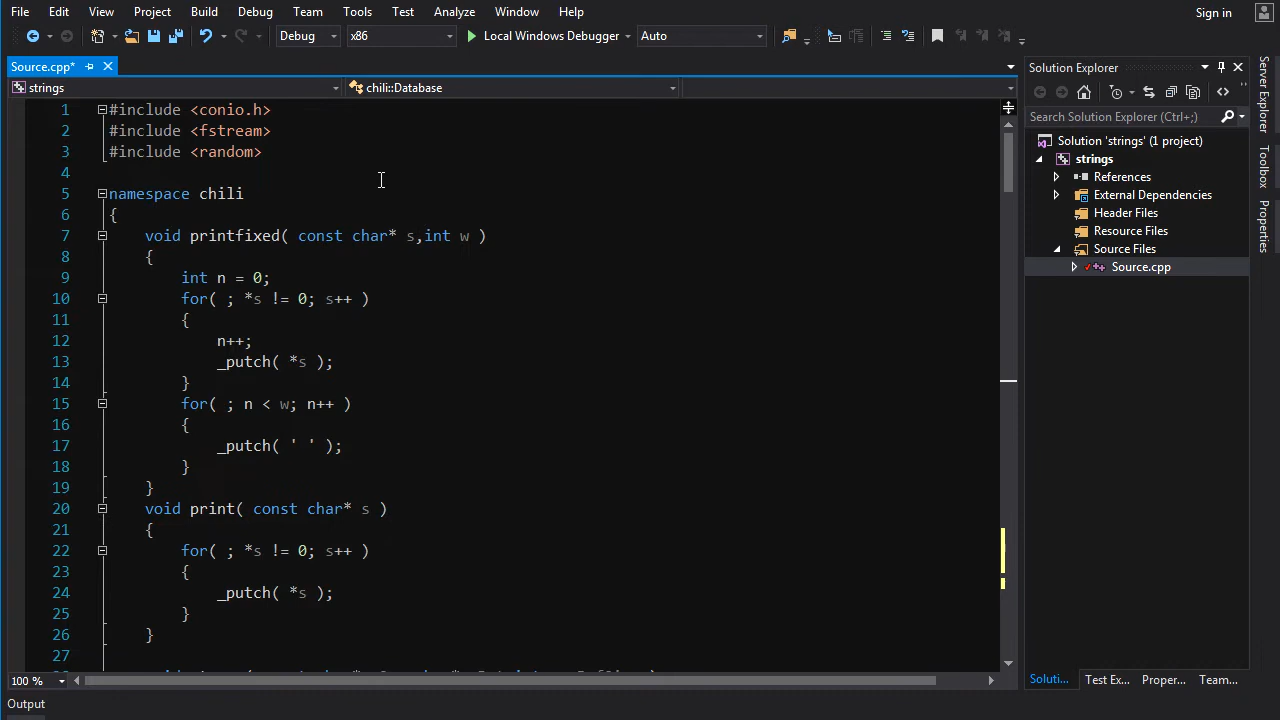 File Edit View Project Build Debug Team Tools Test Analyze Window Help Sign in
Debug x86 Local Windows Debugger Auto
Source.cpp*
strings chili::Database
1 #include <conio.h>
2 #include <fstream>
3 #include <random>
4
5 namespace chili
6 {
7 void printfixed( const char* s,int w )
8 {
9 int n = 0;
10 for( ; *s != 0; s++ )
11 {
12 n++;
13 _putch( *s );
14 }
15 for( ; n < w; n++ )
16 {
17 _putch( ' ' );
18 }
19 }
20 void print( const char* s )
21 {
22 for( ; *s != 0; s++ )
23 {
24 _putch( *s );
25 }
26 }
27
100 %
Output
Solution Explorer
Search Solution Explorer (Ctrl+;)
Solution 'strings' (1 project)
strings
References
External Dependencies
Header Files
Resource Files
Source Files
Source.cpp
Soluti... Test Ex... Proper... Team...
Server Explorer
Toolbox
Properties